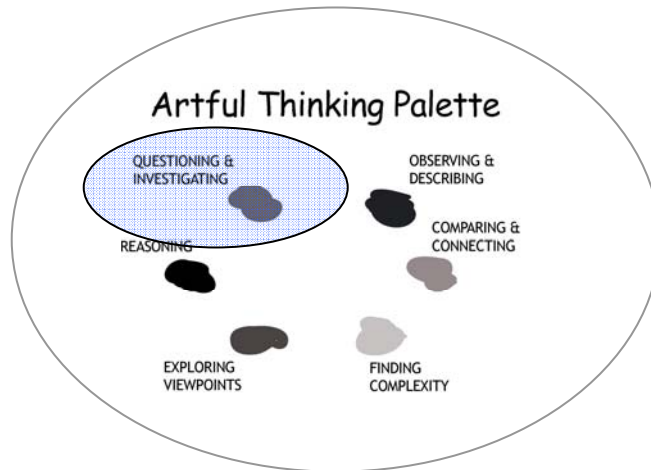 Artful Thinking Palette
QUESTIONING &
INVESTIGATING
OBSERVING &
DESCRIBING
REASONING
COMPARING &
CONNECTING
EXPLORING
VIEWPOINTS
FINDING
COMPLEXITY